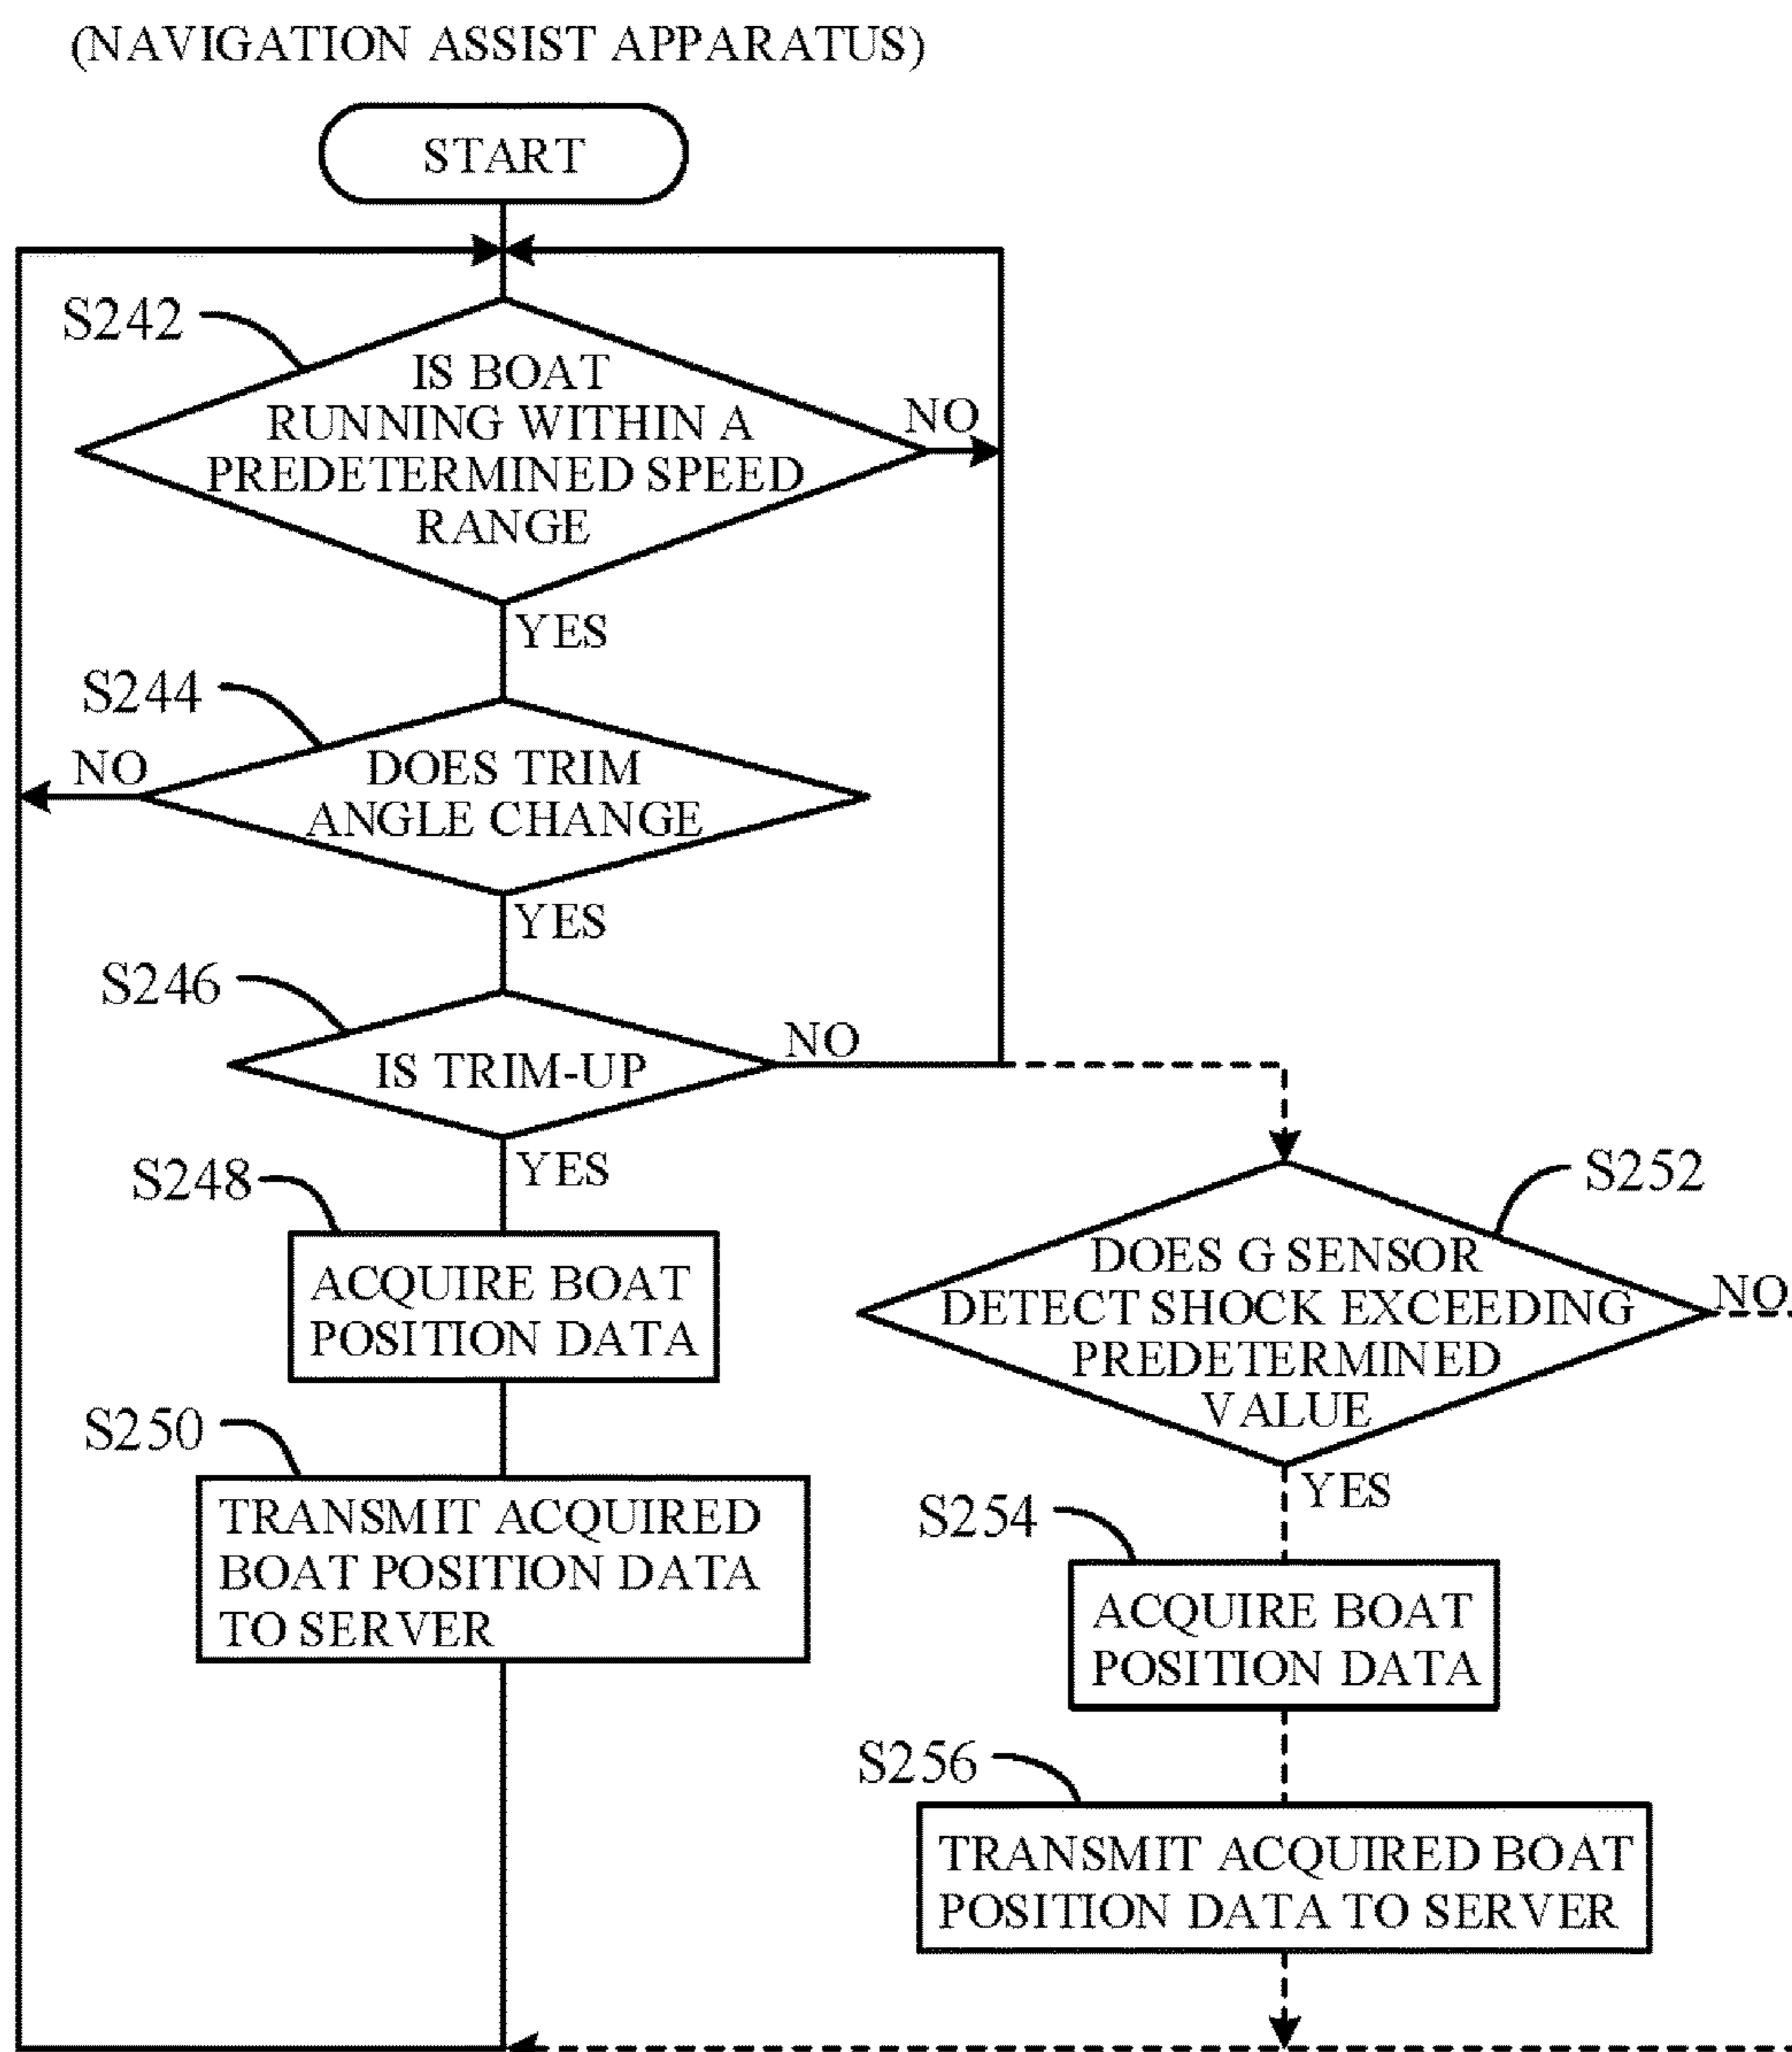 (NAVIGATION ASSIST APPARATUS)
START
S242
IS BOAT
RUNNING WITHIN A
PREDETERMINED SPEED
RANGE
NO
YES
S244
DOES TRIM
ANGLE CHANGE
NO
YES
S246
IS TRIM-UP
NO
YES
S248
ACQUIRE BOAT
POSITION DATA
S250
TRANSMIT ACQUIRED
BOAT POSITION DATA
TO SERVER
S252
DOES G SENSOR
DETECT SHOCK EXCEEDING
PREDETERMINED
VALUE
NO
YES
S254
ACQUIRE BOAT
POSITION DATA
S256
TRANSMIT ACQUIRED BOAT
POSITION DATA TO SERVER